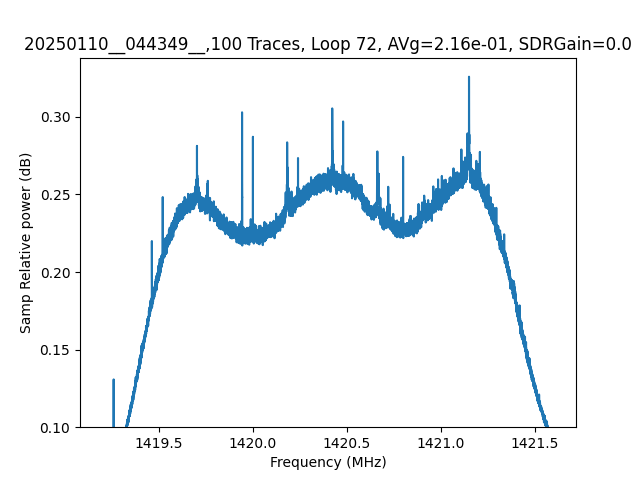 20250110__044349__,100 Traces, Loop 72, AVg=2.16e-01, SDRGain=0.0
Samp Relative power (dB)
0.30
0.25
0.20
0.15
0.10
1419.5 1420.0 1420.5 1421.0 1421.5
Frequency (MHz)